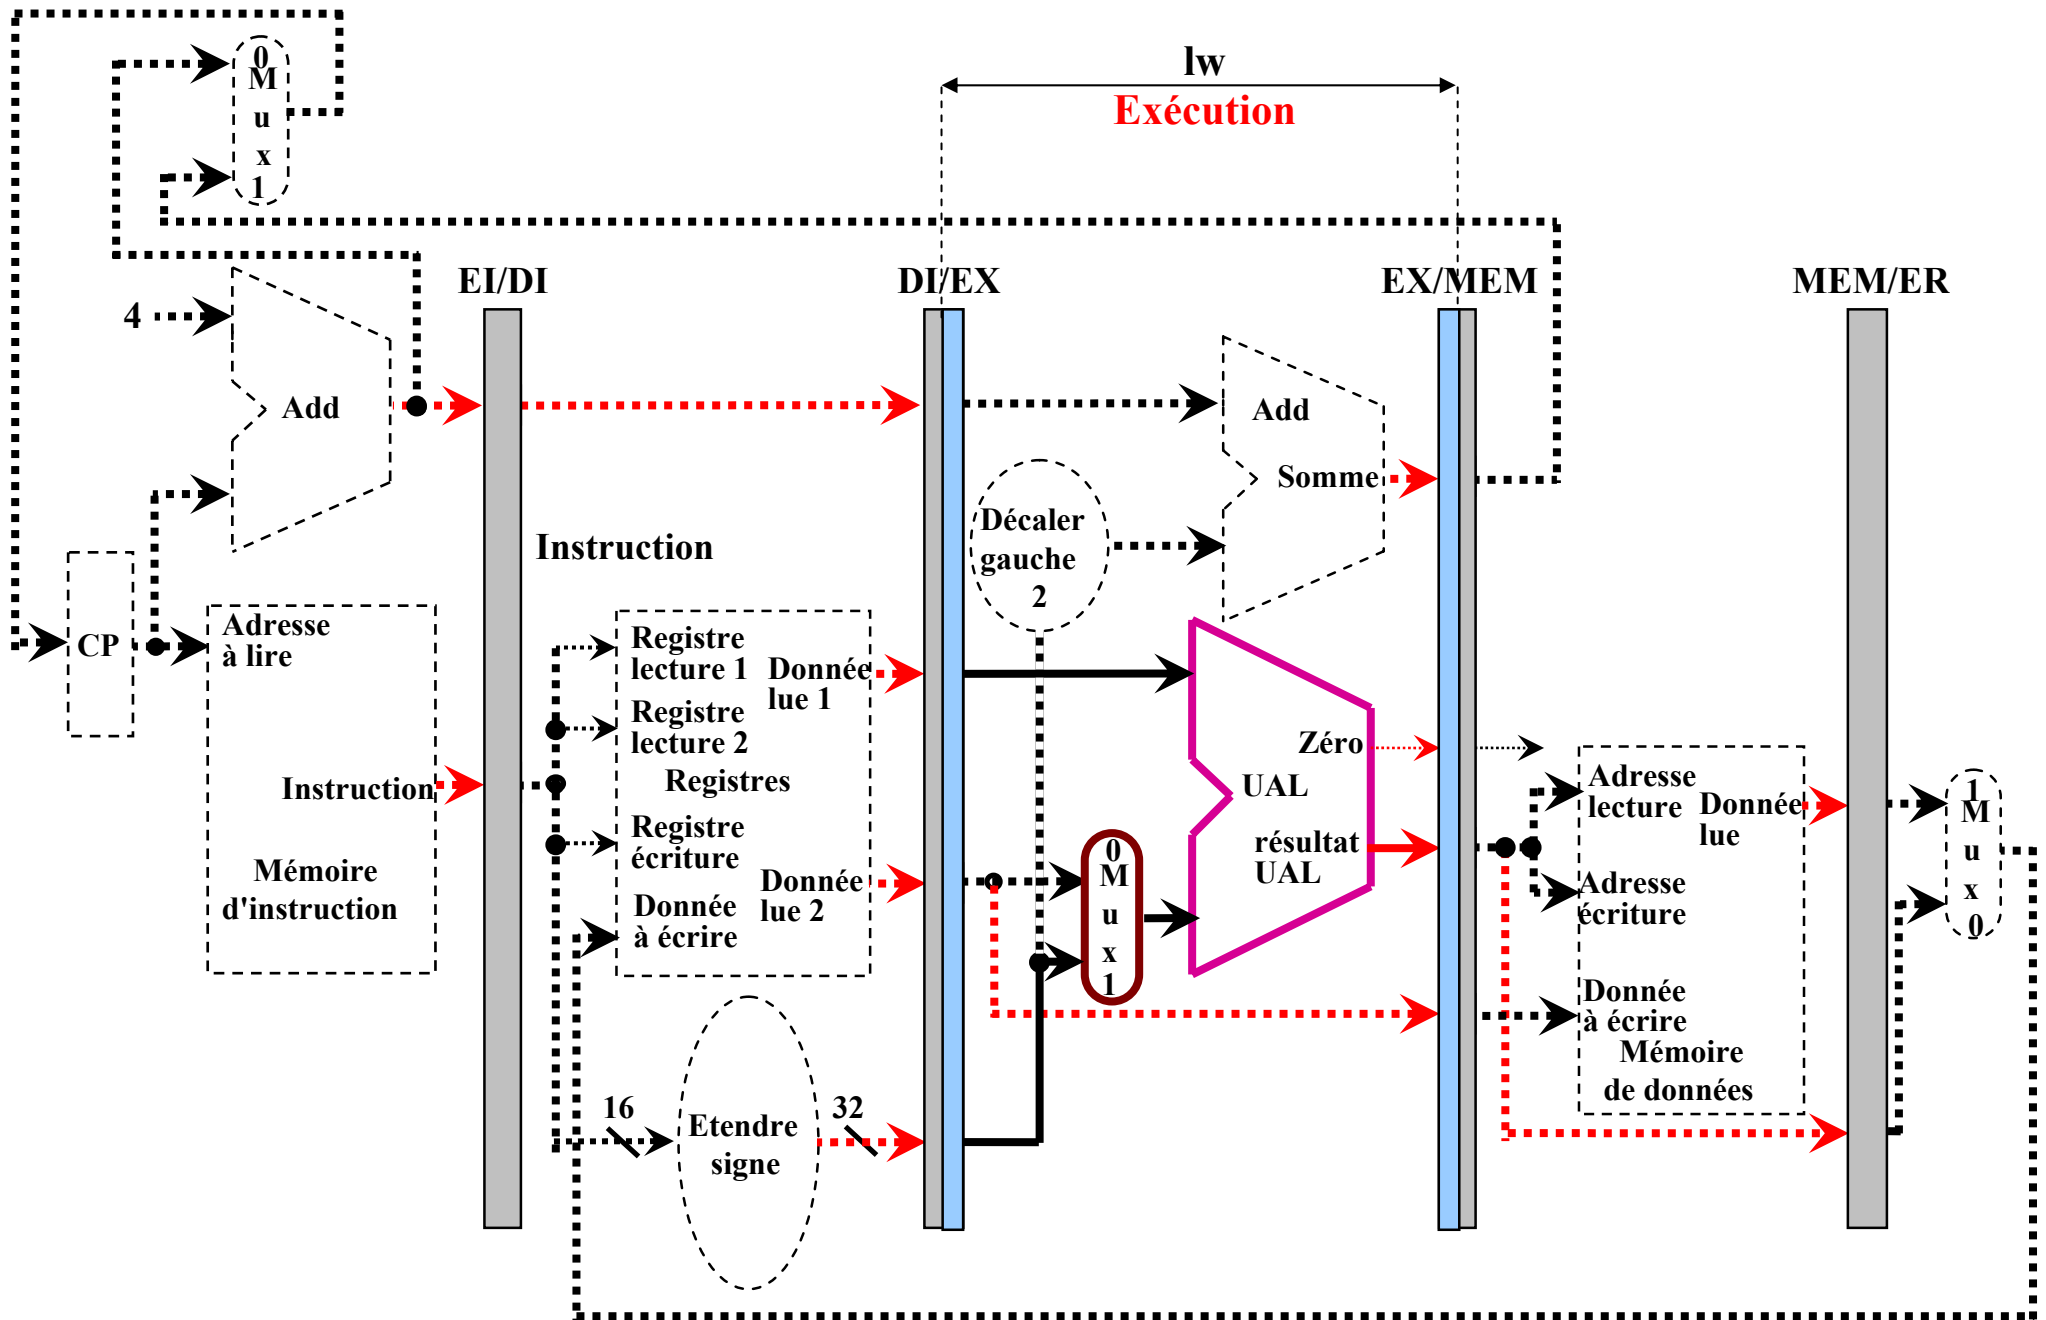 0
M
u
x
1
lw
Exécution
EI/DI
DI/EX
EX/MEM
MEM/ER
4
Add
Add
Somme
Décaler
gauche
2
Instruction
CP
Adresse
à lire
Instruction
Mémoire
d'instruction
Registre
lecture 1
Donnée
lue 1
Registre
lecture 2
Registres
Registre
écriture
Donnée
lue 2
Donnée
à écrire
16
Etendre
signe
32
0
M
u
x
1
Zéro
UAL
résultat
UAL
Adresse
lecture
Donnée
lue
Adresse
écriture
Donnée
à écrire
Mémoire
de données
1
M
u
x
0